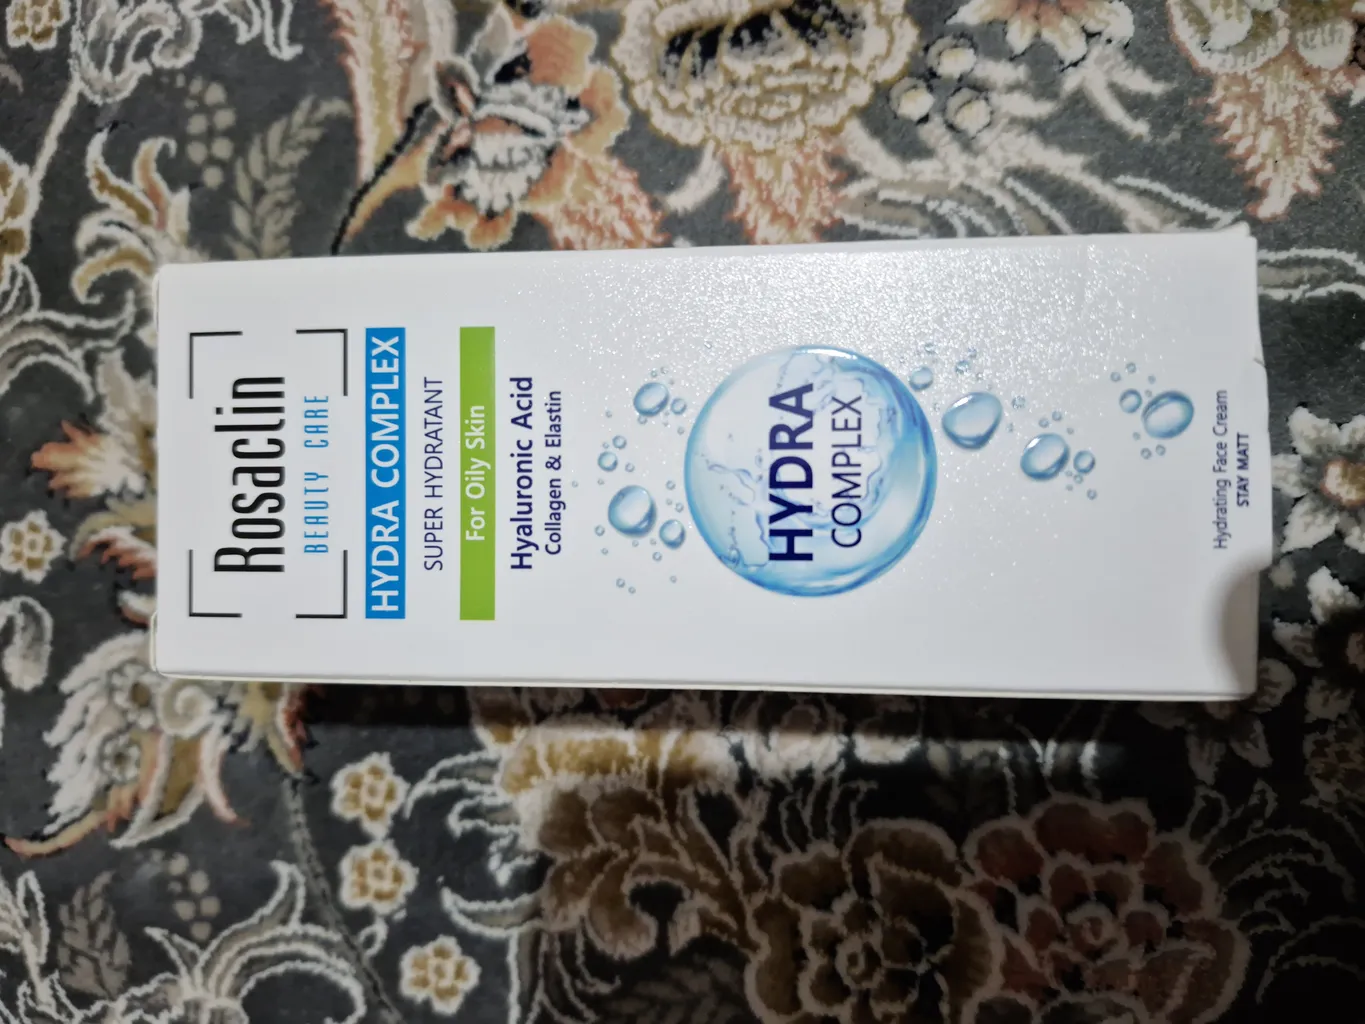 Rosaclin
BEAUTY CARE
HYDRA COMPLEX
SUPER HYDRATANT
For Oily Skin
Hyaluronic Acid
Collagen & Elastin
HYDRA
COMPLEX
Hydrating Face Cream
STAY MATT